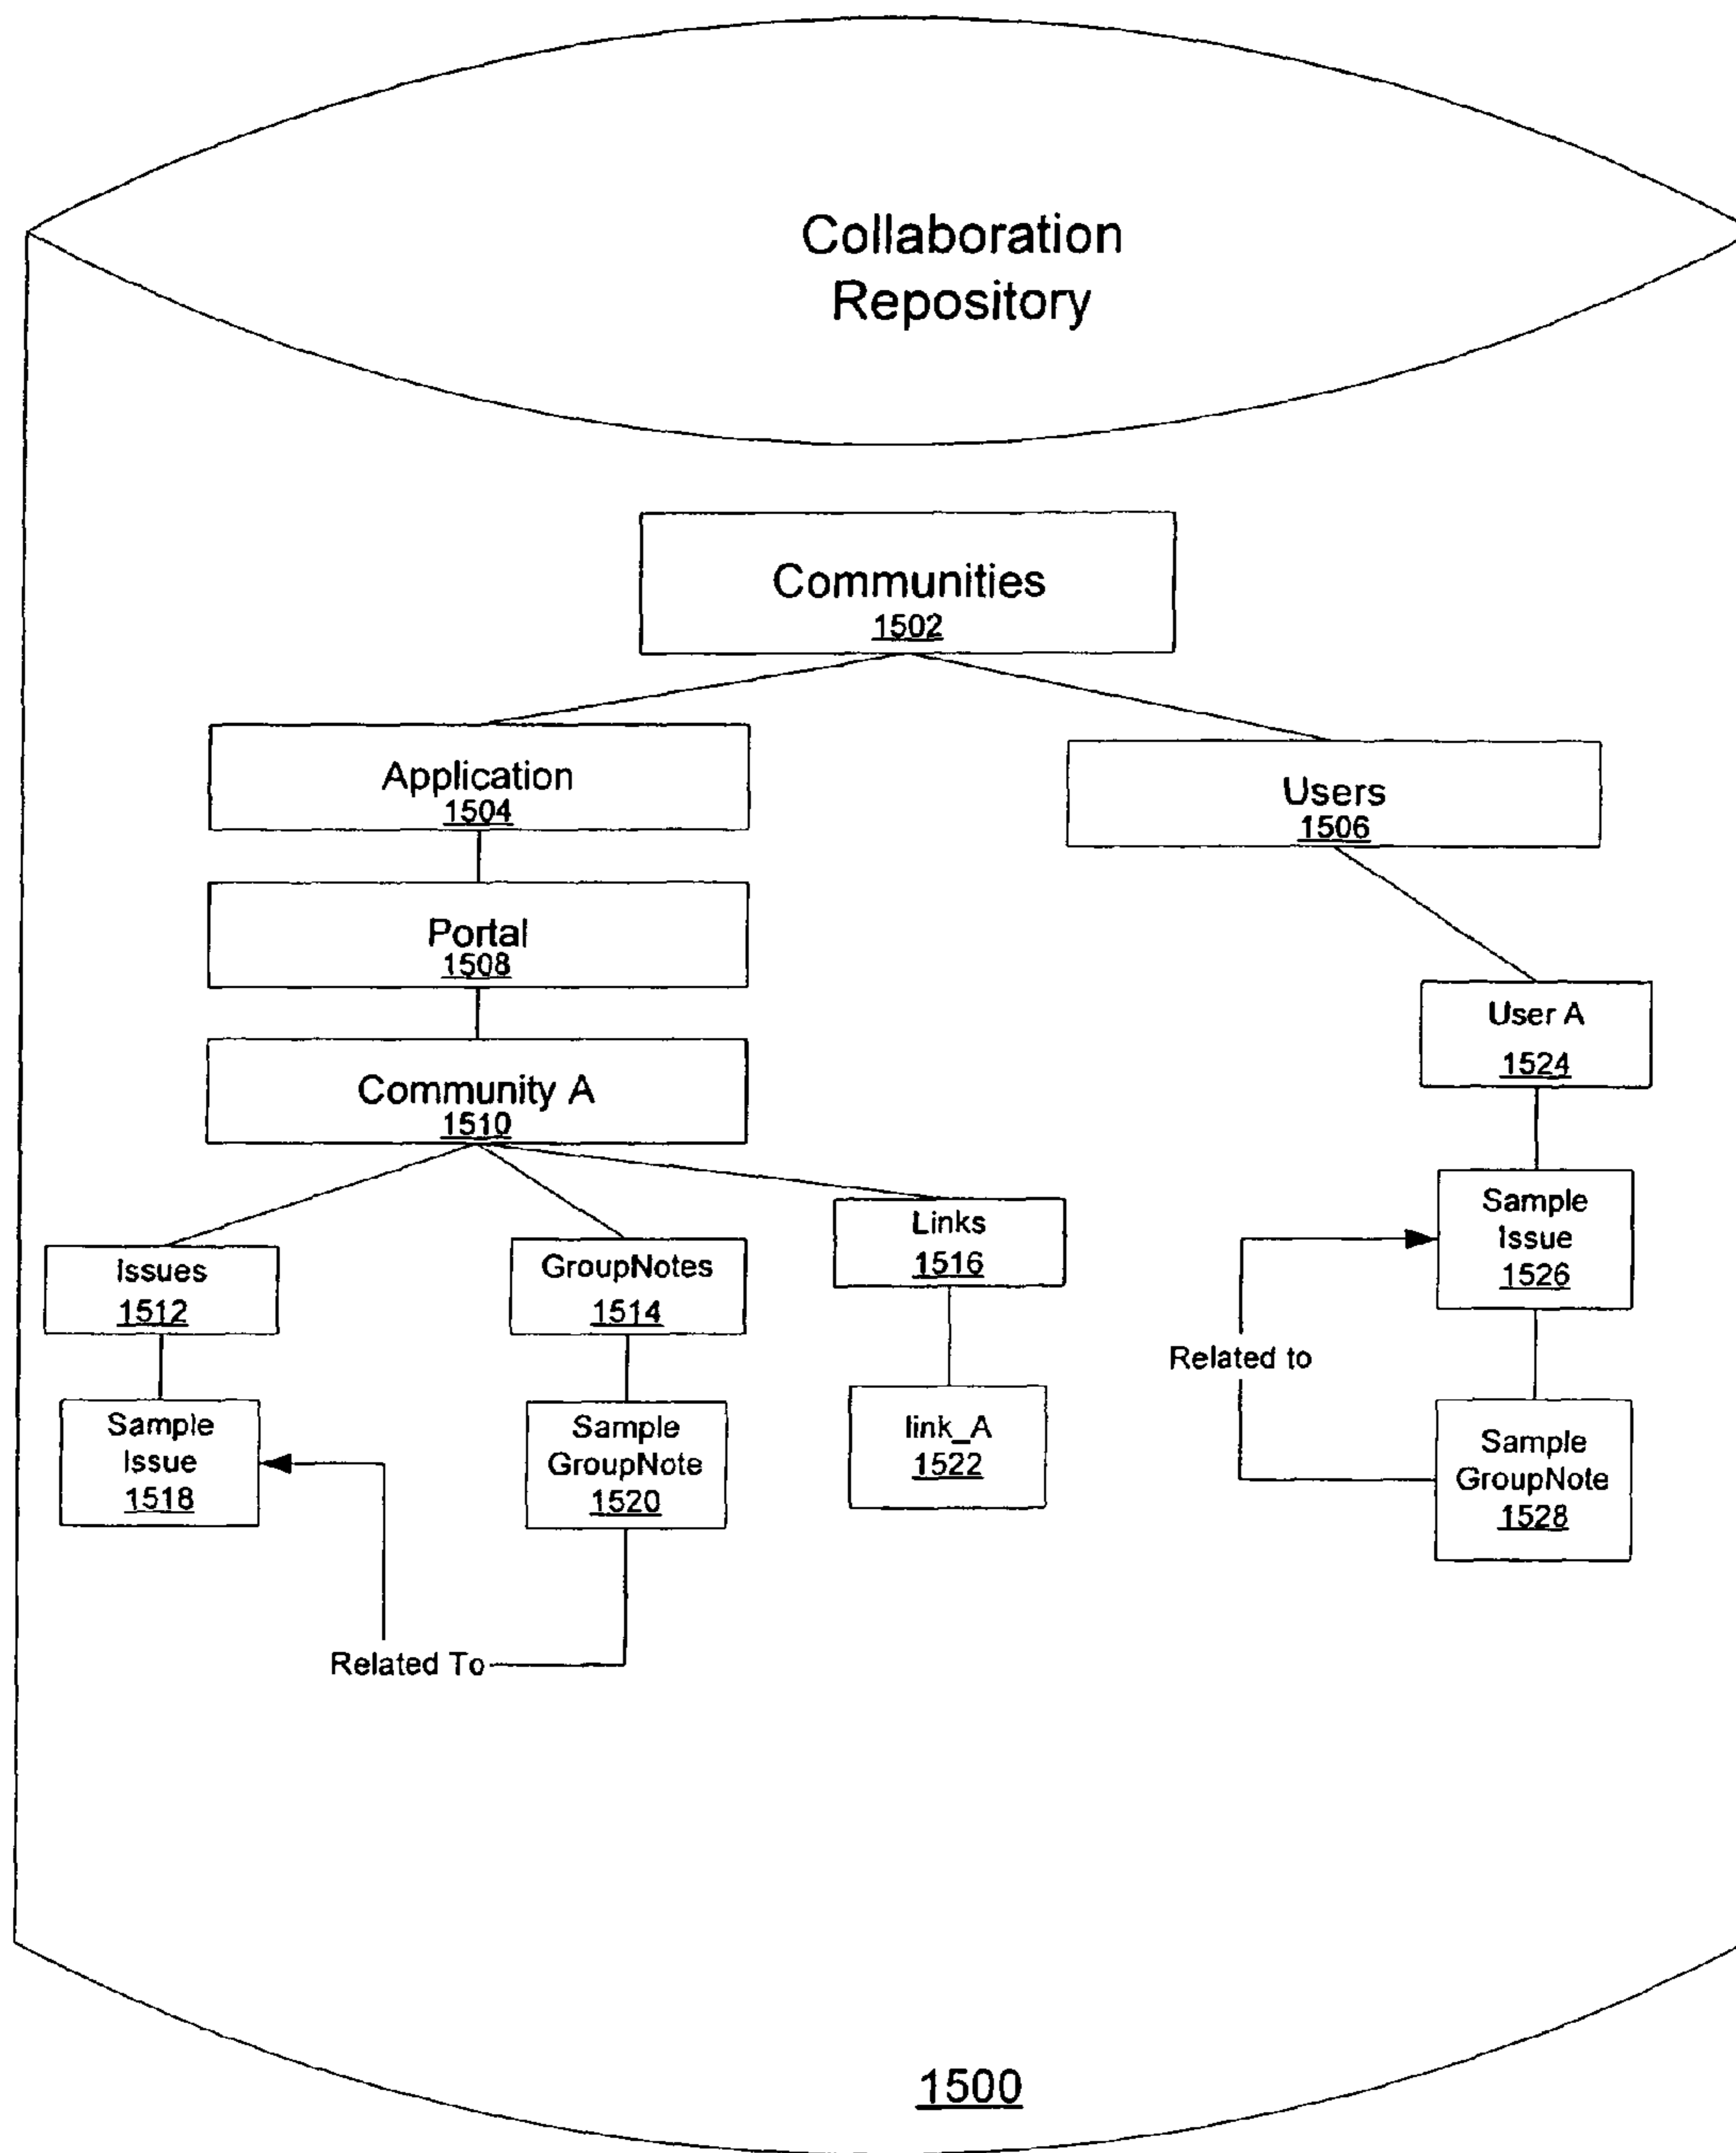 Collaboration
Repository
Communities
1502
Application
1504
Users
1506
Portal
1508
Community A
1510
User A
1524
Issues
1512
GroupNotes
1514
Links
1516
Sample
Issue
1526
Related to
Sample
Issue
1518
Sample
GroupNote
1520
link_A
1522
Sample
GroupNote
1528
Related To
1500